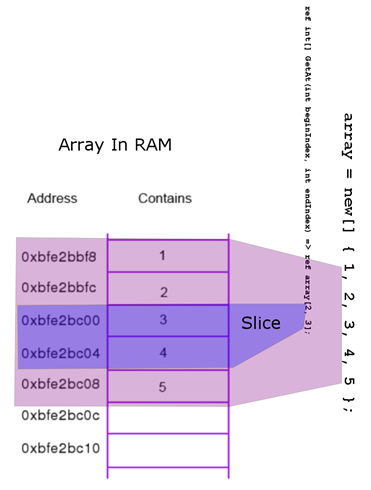 ref int[] GetAt(int beginIndex, int endIndex) => ref array[2, 3];
array = new[] { 1, 2, 3, 4, 5 };
Array In RAM
Address Contains
0xbfe2bbf8 1
0xbfe2bbfc 2
0xbfe2bc00 3 Slice
0xbfe2bc04 4
0xbfe2bc08 5
0xbfe2bc0c
0xbfe2bc10